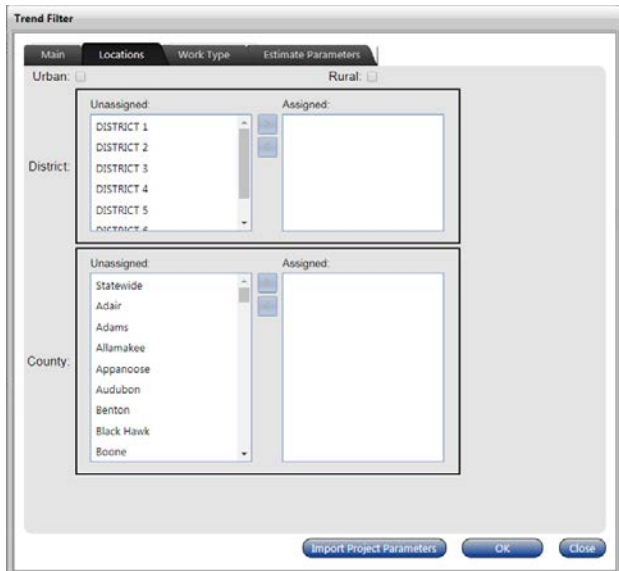 Trend Filter
Main Locations Work Type Estimate Parameters
Urban: Rural:
Unassigned: Assigned:
District:
DISTRICT 1
DISTRICT 2
DISTRICT 3
DISTRICT 4
DISTRICT 5
DISTRICT 6
Unassigned: Assigned:
County:
Statewide
Adair
Adams
Allamakee
Appanoose
Audubon
Benton
Black Hawk
Boone
Import Project Parameters OK Close